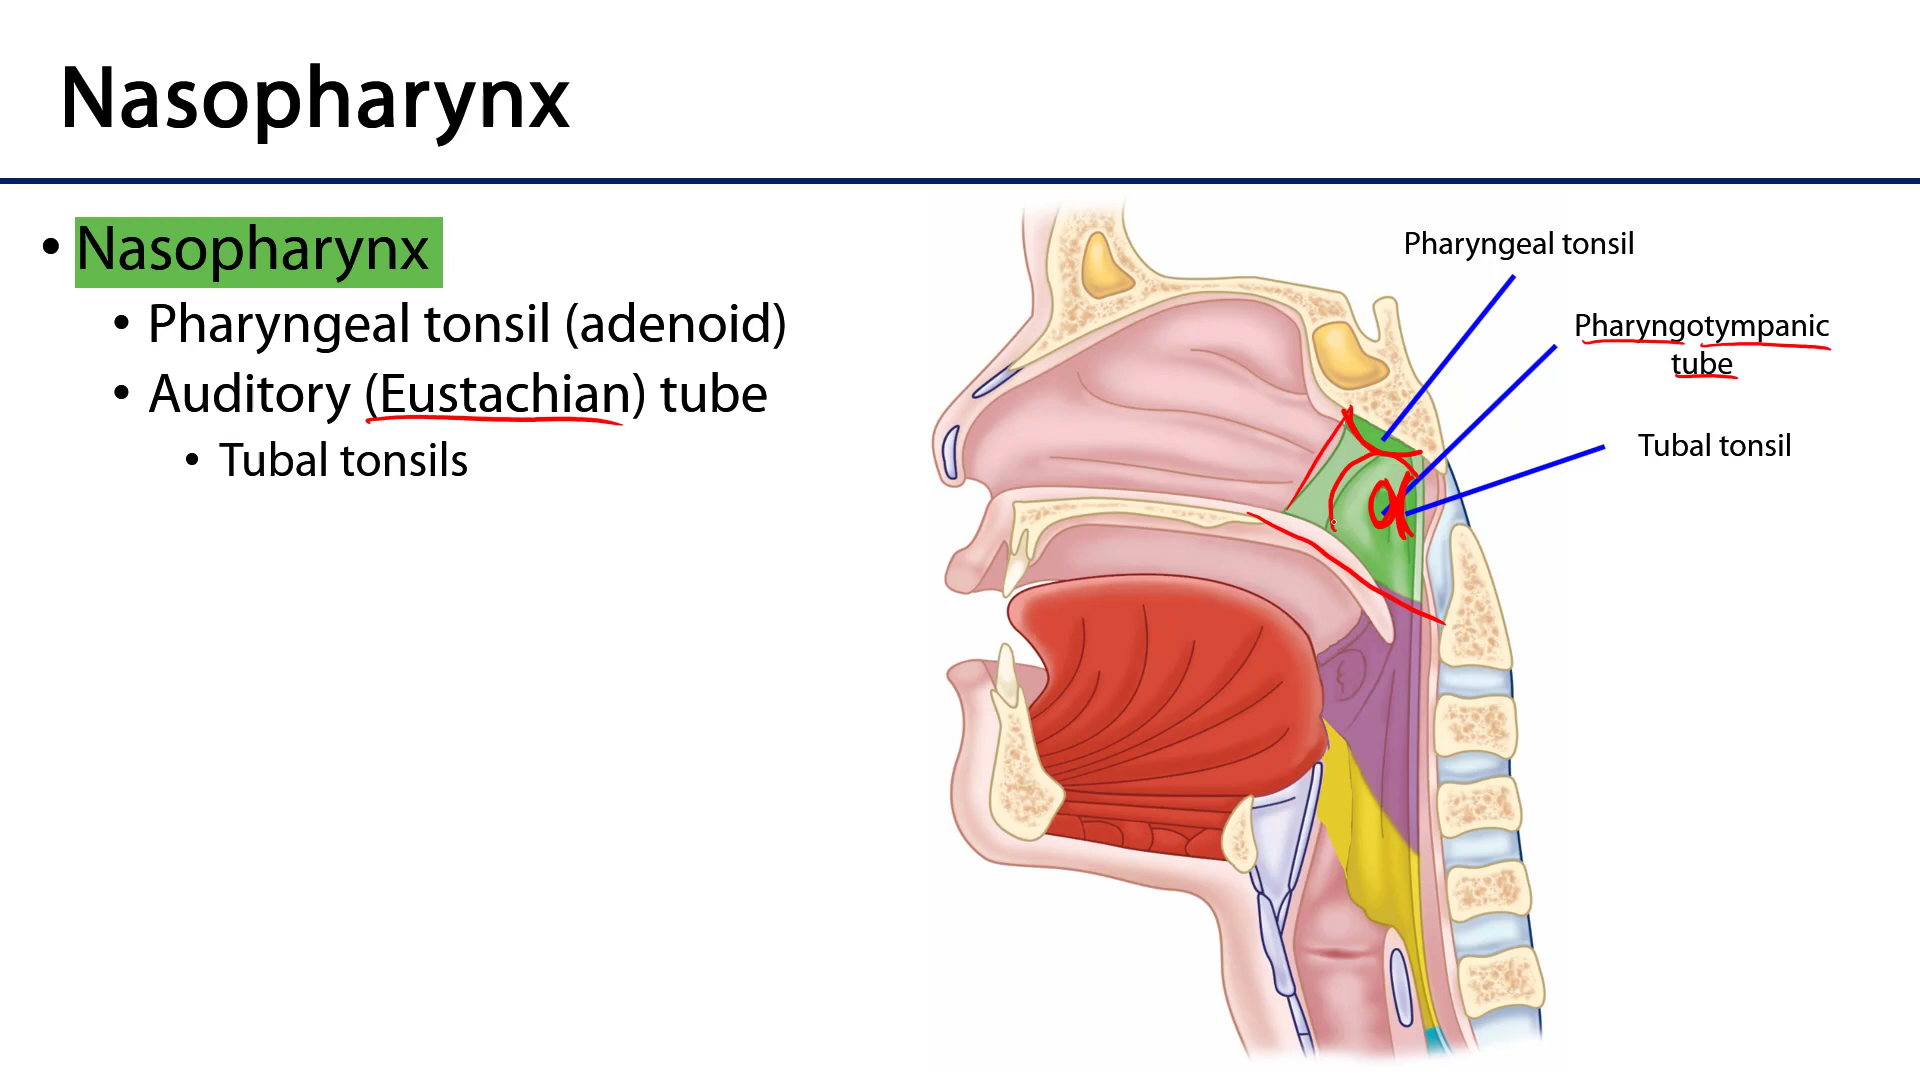 Nasopharynx
• Nasopharynx
• Pharyngeal tonsil (adenoid)
• Auditory (Eustachian) tube
• Tubal tonsils
Pharyngeal tonsil
Pharyngotympanic
tube
Tubal tonsil